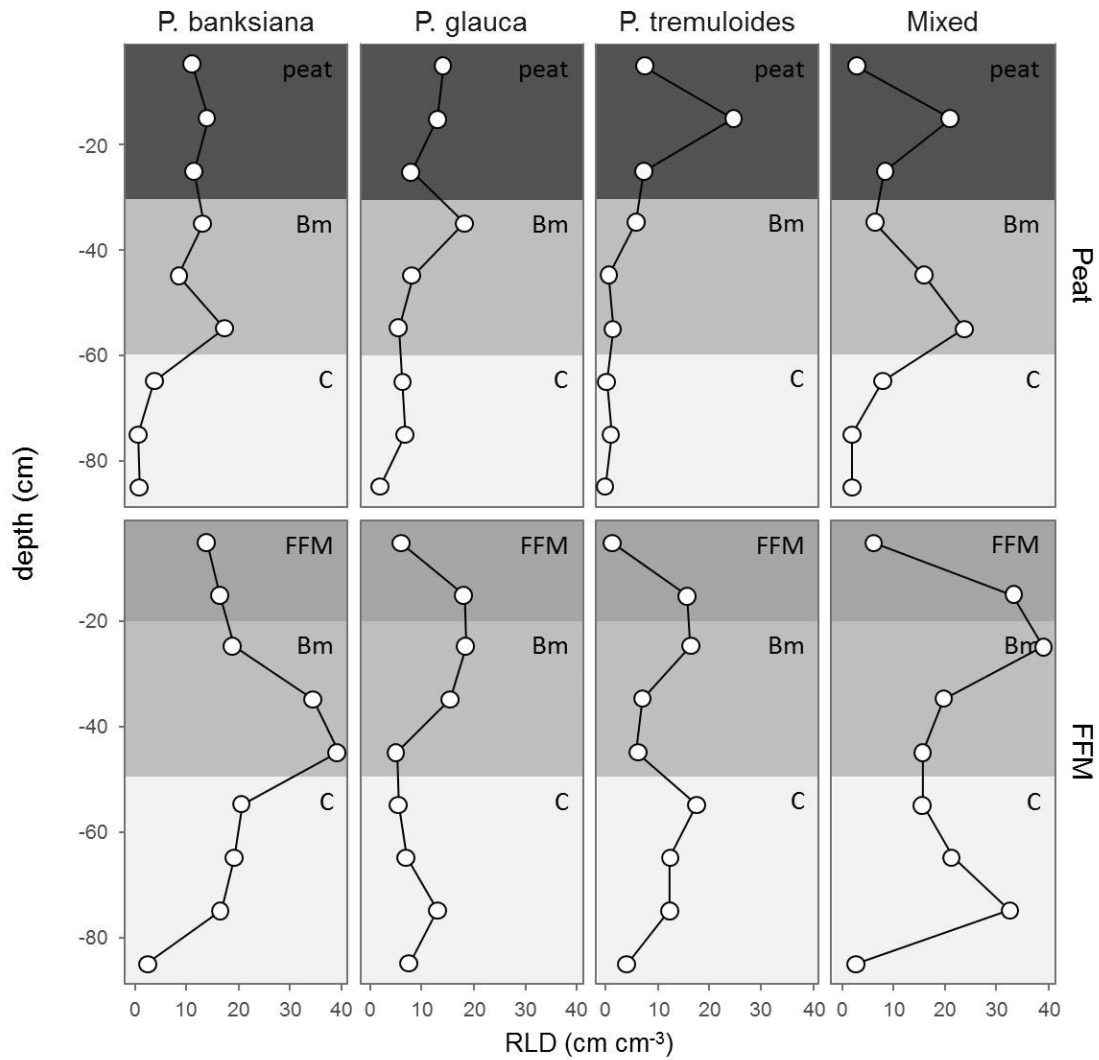 P. banksiana P. glauca P. tremuloides Mixed
peat peat peat peat
-20
Bm Bm Bm Bm
-40
-60
C C C C
-80
Peat
depth (cm)
FFM FFM FFM FFM
-20
Bm Bm Bm Bm
-40
C C C C
-60
-80
FFM
0 10 20 30 40 0 10 20 30 40 0 10 20 30 40 0 10 20 30 40
RLD (cm cm⁻³)